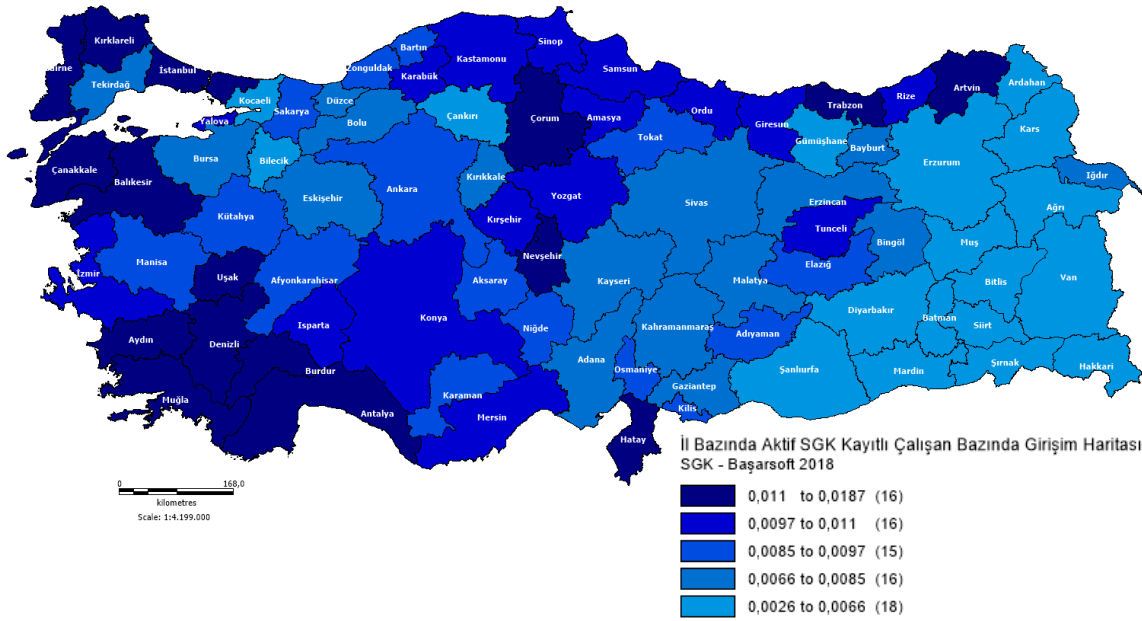 Kırklareli
Tekirdağ
İstanbul
Kocaeli
Yalova
Sakarya
Düzce
Bolu
Zonguldak
Bartın
Karabük
Kastamonu
Sinop
Samsun
Çankırı
Çorum
Amasya
Ordu
Tokat
Giresun
Trabzon
Rize
Artvin
Ardahan
Gümüşhane
Bayburt
Kars
Erzurum
Iğdır
Ağrı
Çanakkale
Balıkesir
Bursa
Bilecik
Eskişehir
Ankara
Kırıkkale
Kütahya
Yozgat
Kırşehir
Sivas
Erzincan
Tunceli
Bingöl
Muş
Elazığ
Bitlis
Van
Manisa
İzmir
Uşak
Afyonkarahisar
Aksaray
Nevşehir
Kayseri
Malatya
Diyarbakır
Batman
Siirt
Aydın
Denizli
Isparta
Konya
Niğde
Kahramanmaraş
Adıyaman
Şanlıurfa
Mardin
Şırnak
Hakkari
Burdur
Karaman
Adana
Osmaniye
Gaziantep
Kilis
Muğla
Antalya
Mersin
Hatay
0 168,0
kilometres
Scale: 1:4.199.000
İl Bazında Aktif SGK Kayıtlı Çalışan Bazında Girişim Haritası
SGK - Başarsoft 2018
0,011 to 0,0187 (16)
0,0097 to 0,011 (16)
0,0085 to 0,0097 (15)
0,0066 to 0,0085 (16)
0,0026 to 0,0066 (18)